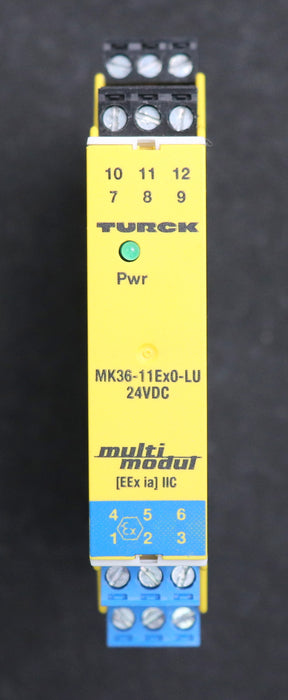 10 11 12
7 8 9
TURCK
Pwr
MK36-11Ex0-LU
24VDC
multi
modul
[EEx ia] IIC
4 5 6
Ex
1 2 3